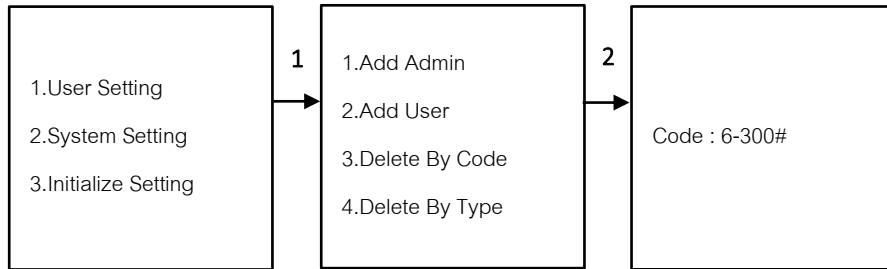 1.User Setting
2.System Setting
3.Initialize Setting
1
1.Add Admin
2.Add User
3.Delete By Code
4.Delete By Type
2
Code : 6-300#